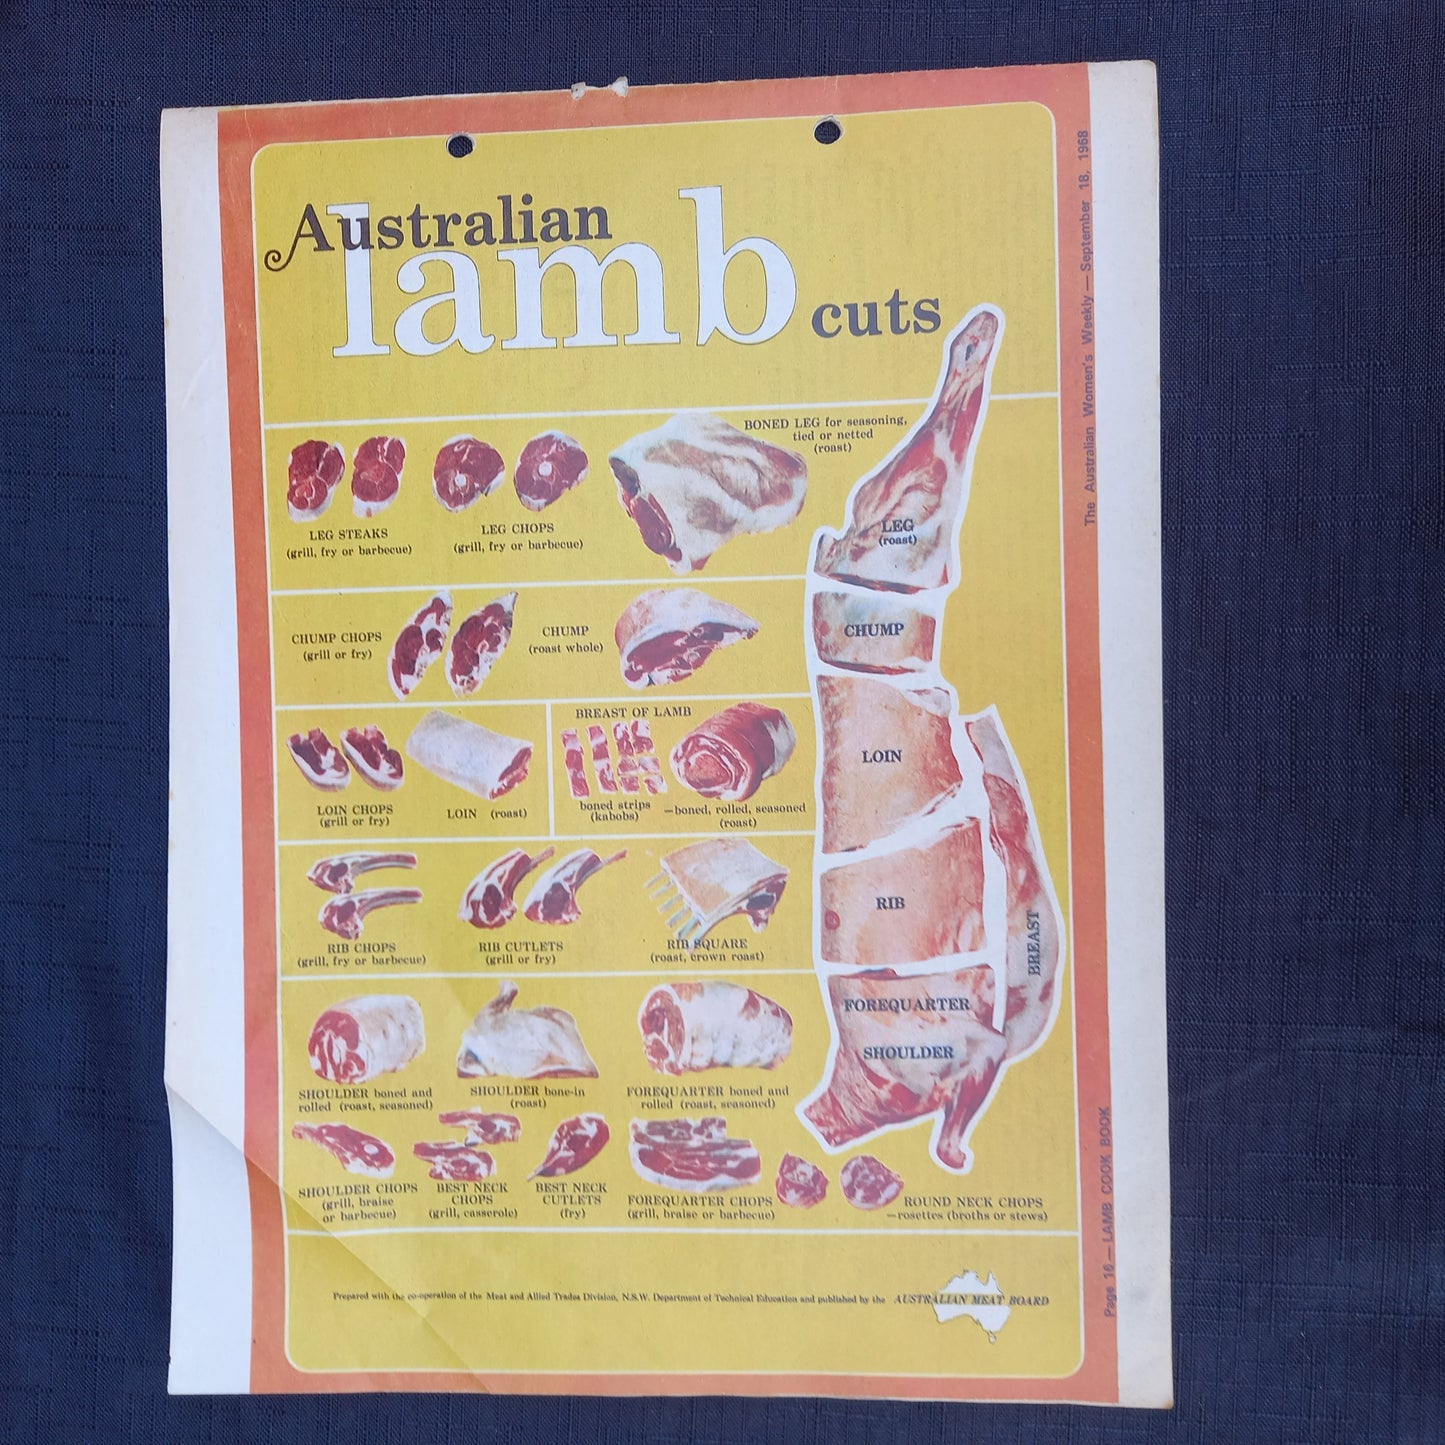 Australian
lamb cuts
BONED LEG for seasoning,
tied or netted
(roast)
LEG STEAKS
(grill, fry or barbecue)
LEG CHOPS
(grill, fry or barbecue)
LEG
(roast)
CHUMP CHOPS
(grill or fry)
CHUMP
(roast whole)
CHUMP
LOIN CHOPS
(grill or fry)
LOIN (roast)
BREAST OF LAMB
boned strips
(kabobs)
—boned, rolled, seasoned
(roast)
LOIN
RIB CHOPS
(grill, fry or barbecue)
RIB CUTLETS
(grill or fry)
RIB SQUARE
(roast, crown roast)
RIB
BREAST
FOREQUARTER
SHOULDER
SHOULDER boned and
rolled (roast, seasoned)
SHOULDER bone-in
(roast)
FOREQUARTER boned and
rolled (roast, seasoned)
SHOULDER CHOPS
(grill, braise
or barbecue)
BEST NECK
CHOPS
(grill, casserole)
BEST NECK
CUTLETS
(fry)
FOREQUARTER CHOPS
(grill, braise or barbecue)
ROUND NECK CHOPS
—rosettes (broths or stews)
Prepared with the co-operation of the Meat and Allied Trades Division, N.S.W. Department of Technical Education and published by the AUSTRALIAN MEAT BOARD
The Australian Women's Weekly — September 18, 1968
Page 16 — LAMB COOK BOOK